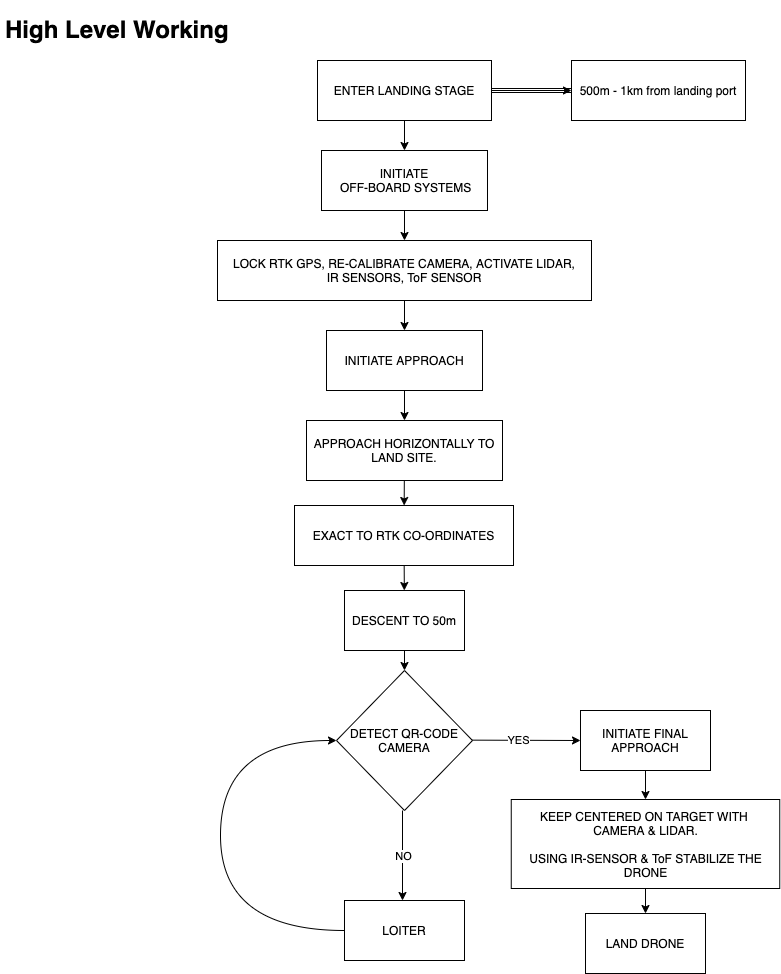 High Level Working
ENTER LANDING STAGE
500m - 1km from landing port
INITIATE
OFF-BOARD SYSTEMS
LOCK RTK GPS, RE-CALIBRATE CAMERA, ACTIVATE LIDAR,
IR SENSORS, ToF SENSOR
INITIATE APPROACH
APPROACH HORIZONTALLY TO
LAND SITE.
EXACT TO RTK CO-ORDINATES
DESCENT TO 50m
DETECT QR-CODE
CAMERA
YES
INITIATE FINAL
APPROACH
KEEP CENTERED ON TARGET WITH
CAMERA & LIDAR.
USING IR-SENSOR & ToF STABILIZE THE
DRONE
NO
LOITER
LAND DRONE